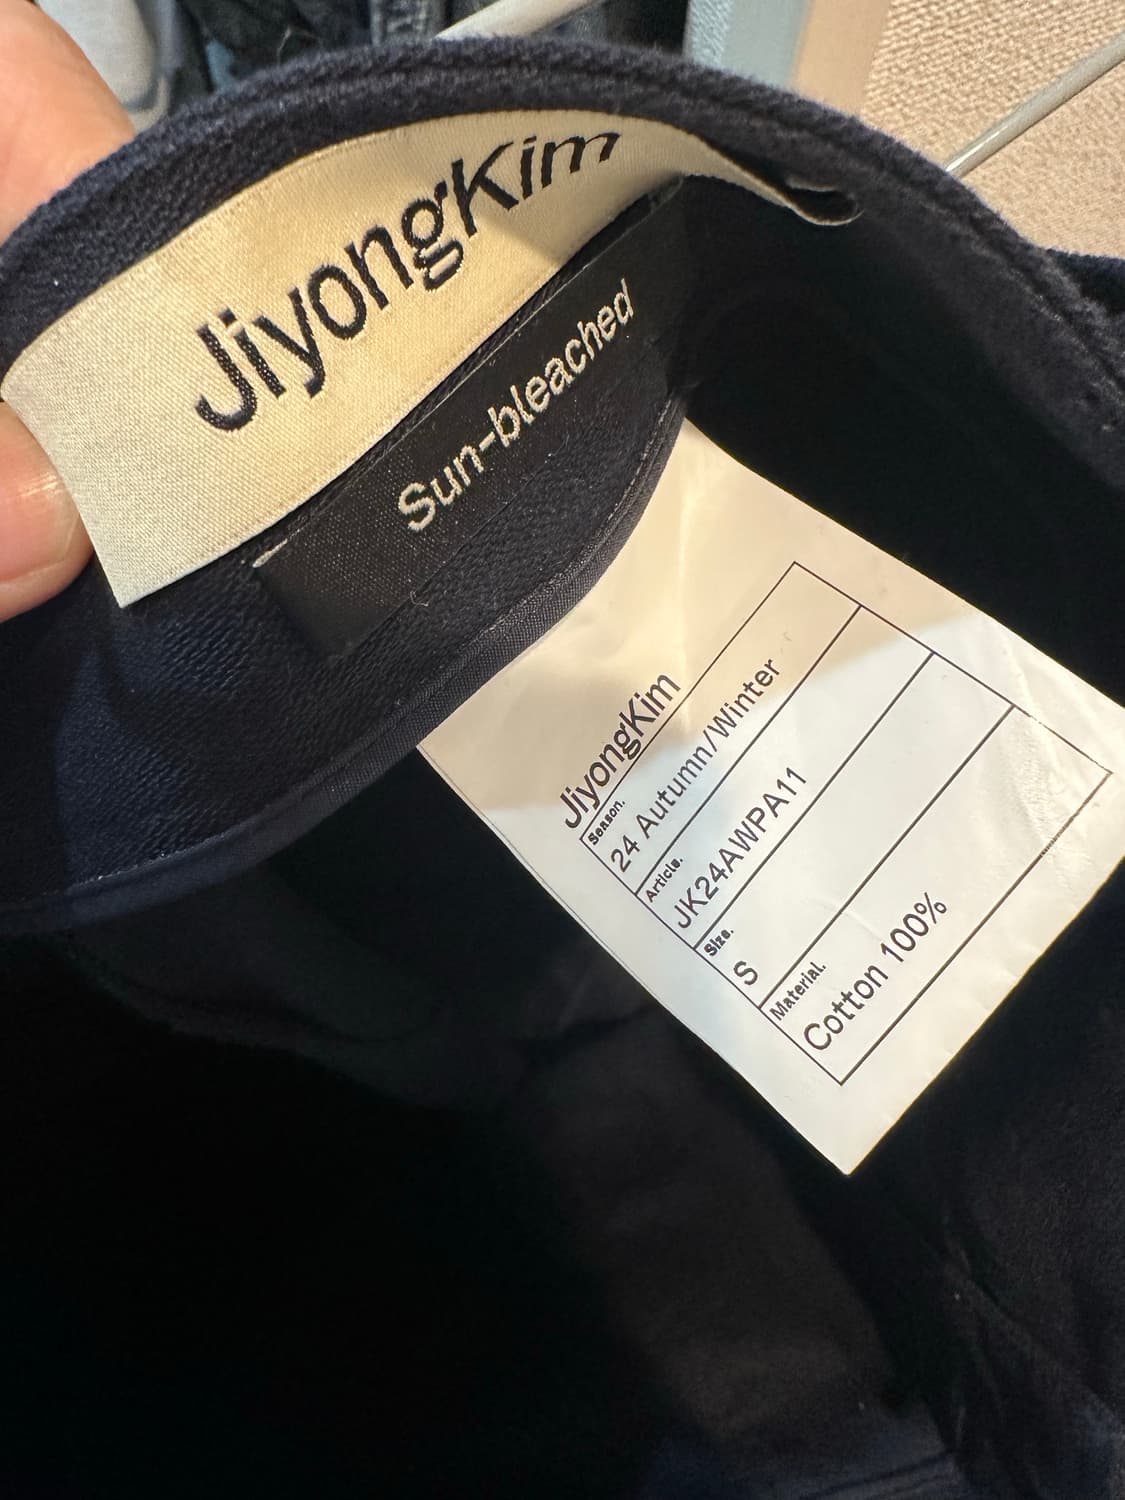 JiyongKim
Sun-bleached
JiyongKim
Season.
24 Autumn/Winter
Article.
JK24AWPA11
Size.
S
Material.
Cotton 100%